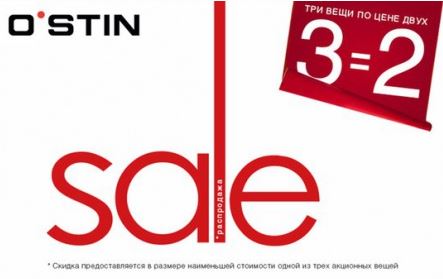 O'STIN
ТРИ ВЕЩИ ПО ЦЕНЕ ДВУХ
3=2
sale
*распродажа
* Скидка предоставляется в размере наименьшей стоимости одной из трех акционных вещей